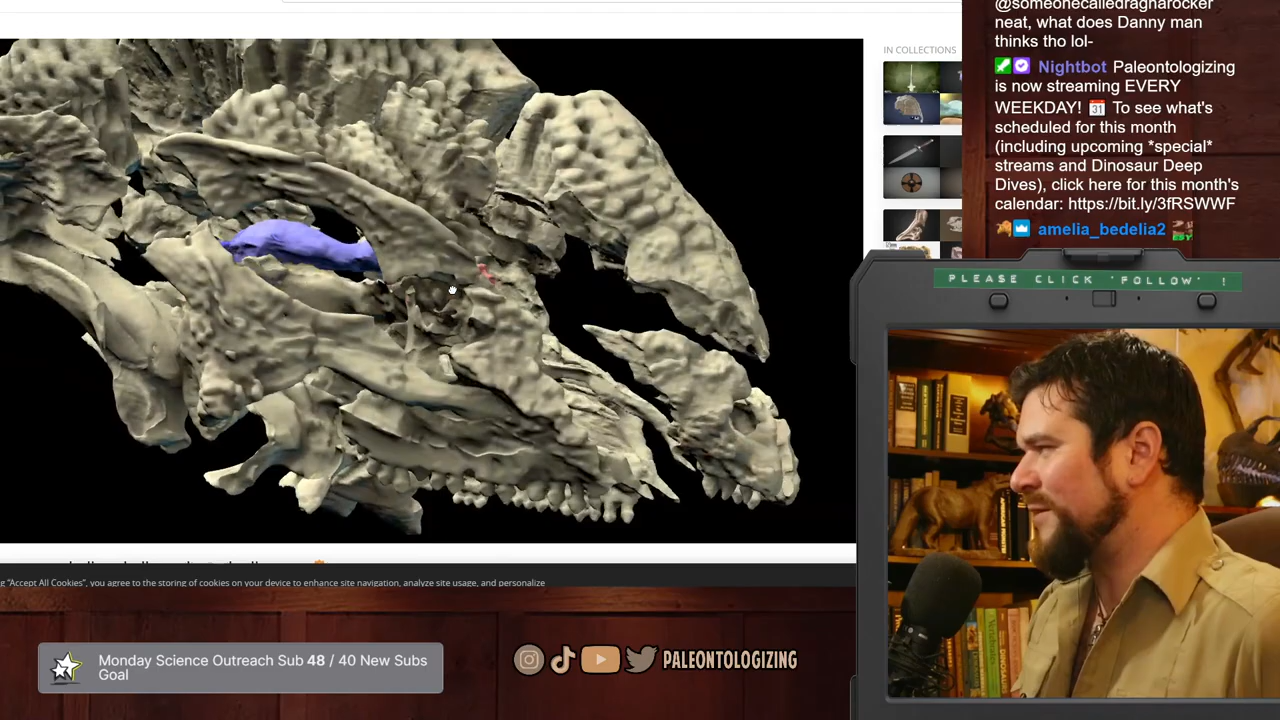 @someonecalledragnarocker
neat, what does Danny man
thinks tho lol-
IN COLLECTIONS
Nightbot Paleontologizing
is now streaming EVERY
WEEKDAY! To see what's
scheduled for this month
(including upcoming *special*
streams and Dinosaur Deep
Dives), click here for this month's
calendar: https://bit.ly/3fRSWWF
amelia_bedelia2
PLEASE CLICK 'FOLLOW' !
"Accept All Cookies", you agree to the storing of cookies on your device to enhance site navigation, analyze site usage, and personalize
Monday Science Outreach Sub 48 / 40 New Subs
Goal
PALEONTOLOGIZING